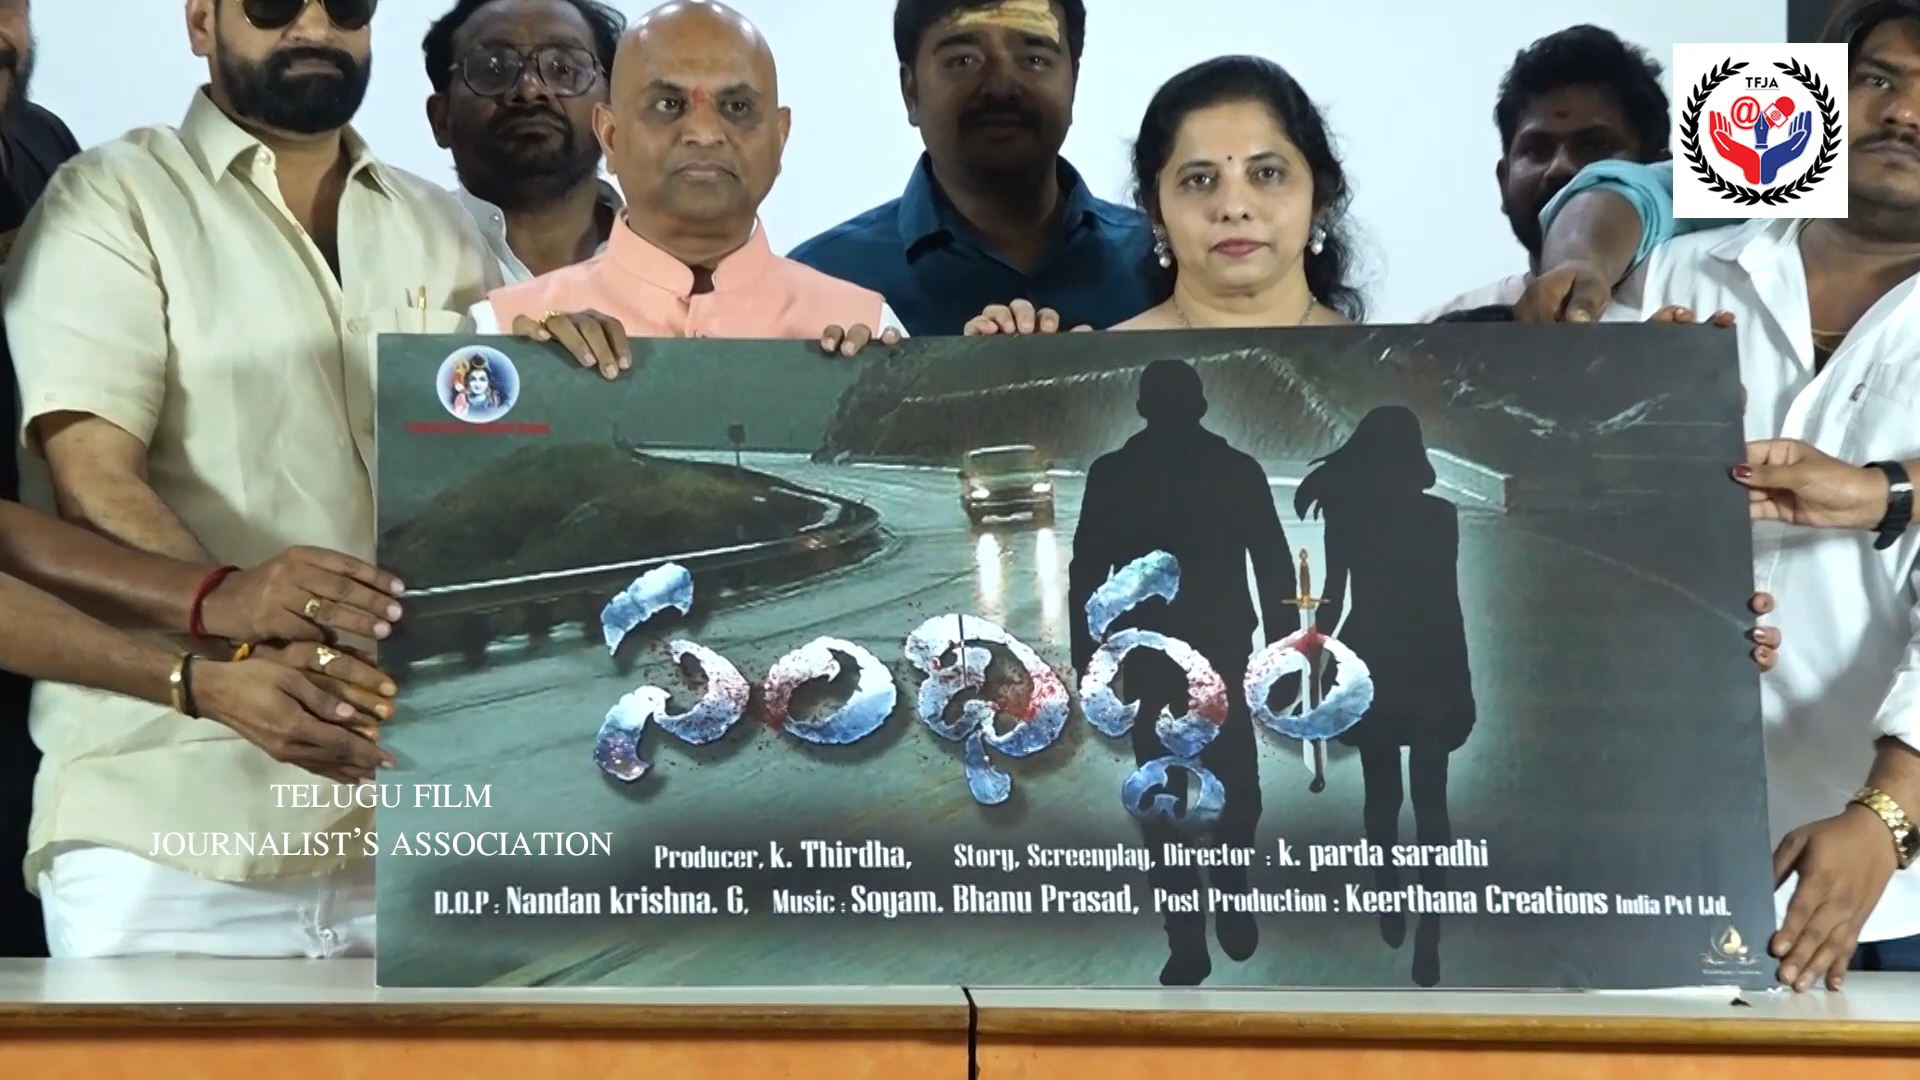 TFJA
సందిగ్ధం
TELUGU FILM
JOURNALIST'S ASSOCIATION
Producer, k. Thirdha,    Story, Screenplay, Director : k. parda saradhi
D.O.P : Nandan krishna. G,    Music : Soyam. Bhanu Prasad,    Post Production : Keerthana Creations India Pvt Ltd.